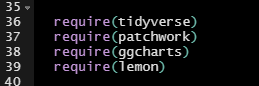 35
36 require(tidyverse)
37 require(patchwork)
38 require(ggcharts)
39 require(lemon)
40